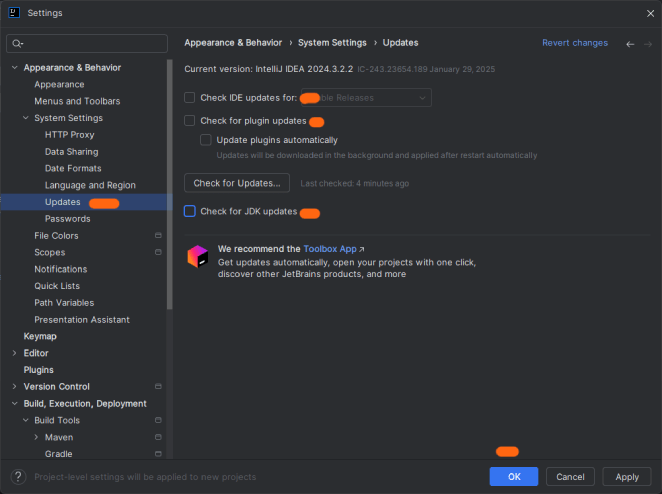 Settings
Appearance & Behavior › System Settings › Updates
Revert changes
Appearance & Behavior
Appearance
Menus and Toolbars
System Settings
HTTP Proxy
Data Sharing
Date Formats
Language and Region
Updates
Passwords
File Colors
Scopes
Notifications
Quick Lists
Path Variables
Presentation Assistant
Keymap
Editor
Plugins
Version Control
Build, Execution, Deployment
Build Tools
Maven
Gradle
Current version: IntelliJ IDEA 2024.3.2.2 IC-243.23654.189 January 29, 2025
Check IDE updates for: Releases
Check for plugin updates
Update plugins automatically
Updates will be downloaded in the background and applied after restart automatically
Check for Updates... Last checked: 4 minutes ago
Check for JDK updates
We recommend the Toolbox App ↗
Get updates automatically, open your projects with one click,
discover other JetBrains products, and more
? Project-level settings will be applied to new projects
OK Cancel Apply